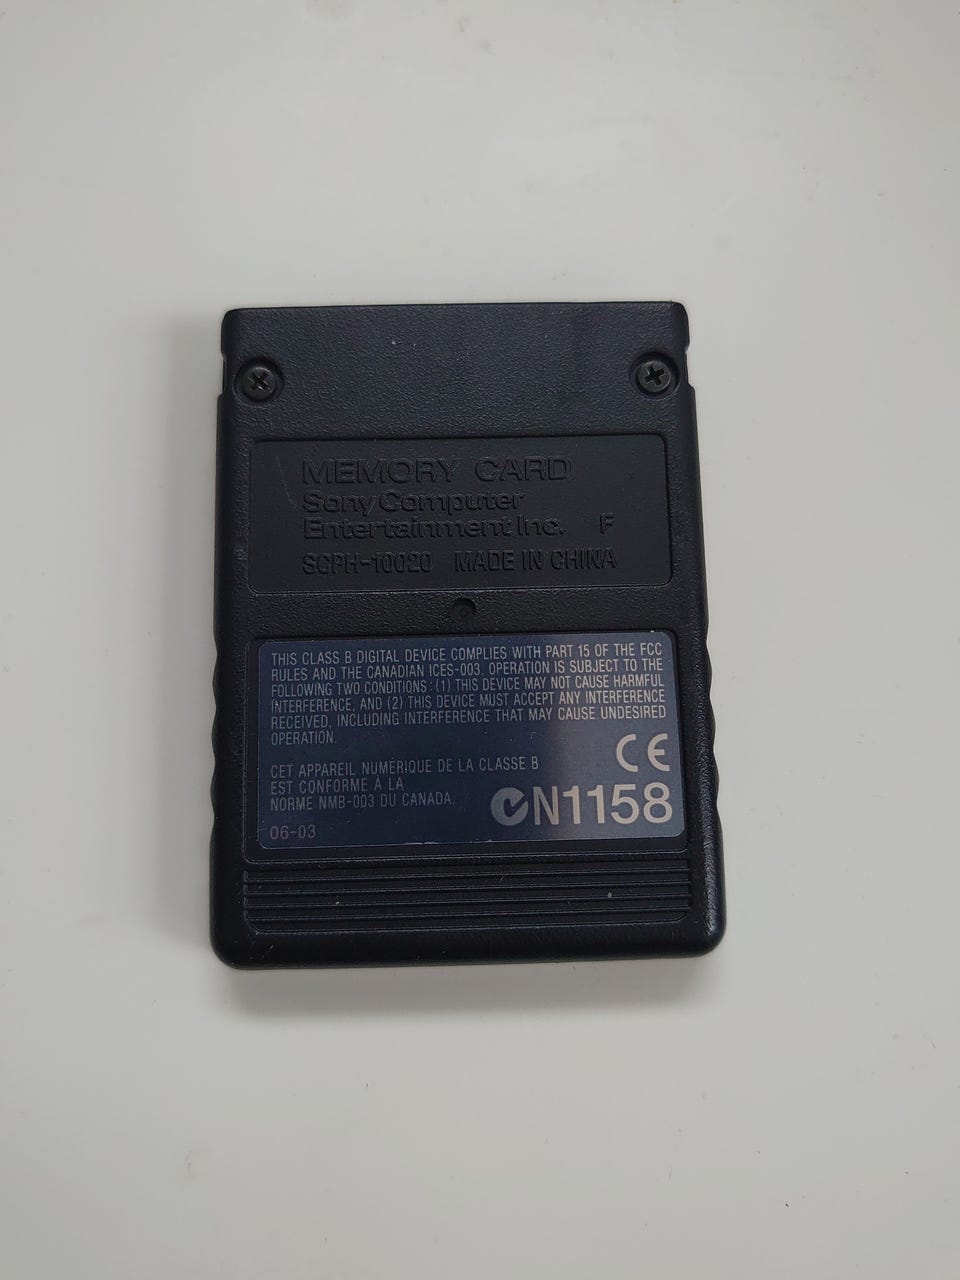 MEMORY CARD
Sony Computer
Entertainment Inc. F
SCPH-10020 MADE IN CHINA
THIS CLASS B DIGITAL DEVICE COMPLIES WITH PART 15 OF THE FCC
RULES AND THE CANADIAN ICES-003. OPERATION IS SUBJECT TO THE
FOLLOWING TWO CONDITIONS : (1) THIS DEVICE MAY NOT CAUSE HARMFUL
INTERFERENCE, AND (2) THIS DEVICE MUST ACCEPT ANY INTERFERENCE
RECEIVED, INCLUDING INTERFERENCE THAT MAY CAUSE UNDESIRED
OPERATION.
CET APPAREIL NUMÉRIQUE DE LA CLASSE B
EST CONFORME À LA
NORME NMB-003 DU CANADA.
06-03
CE
N1158